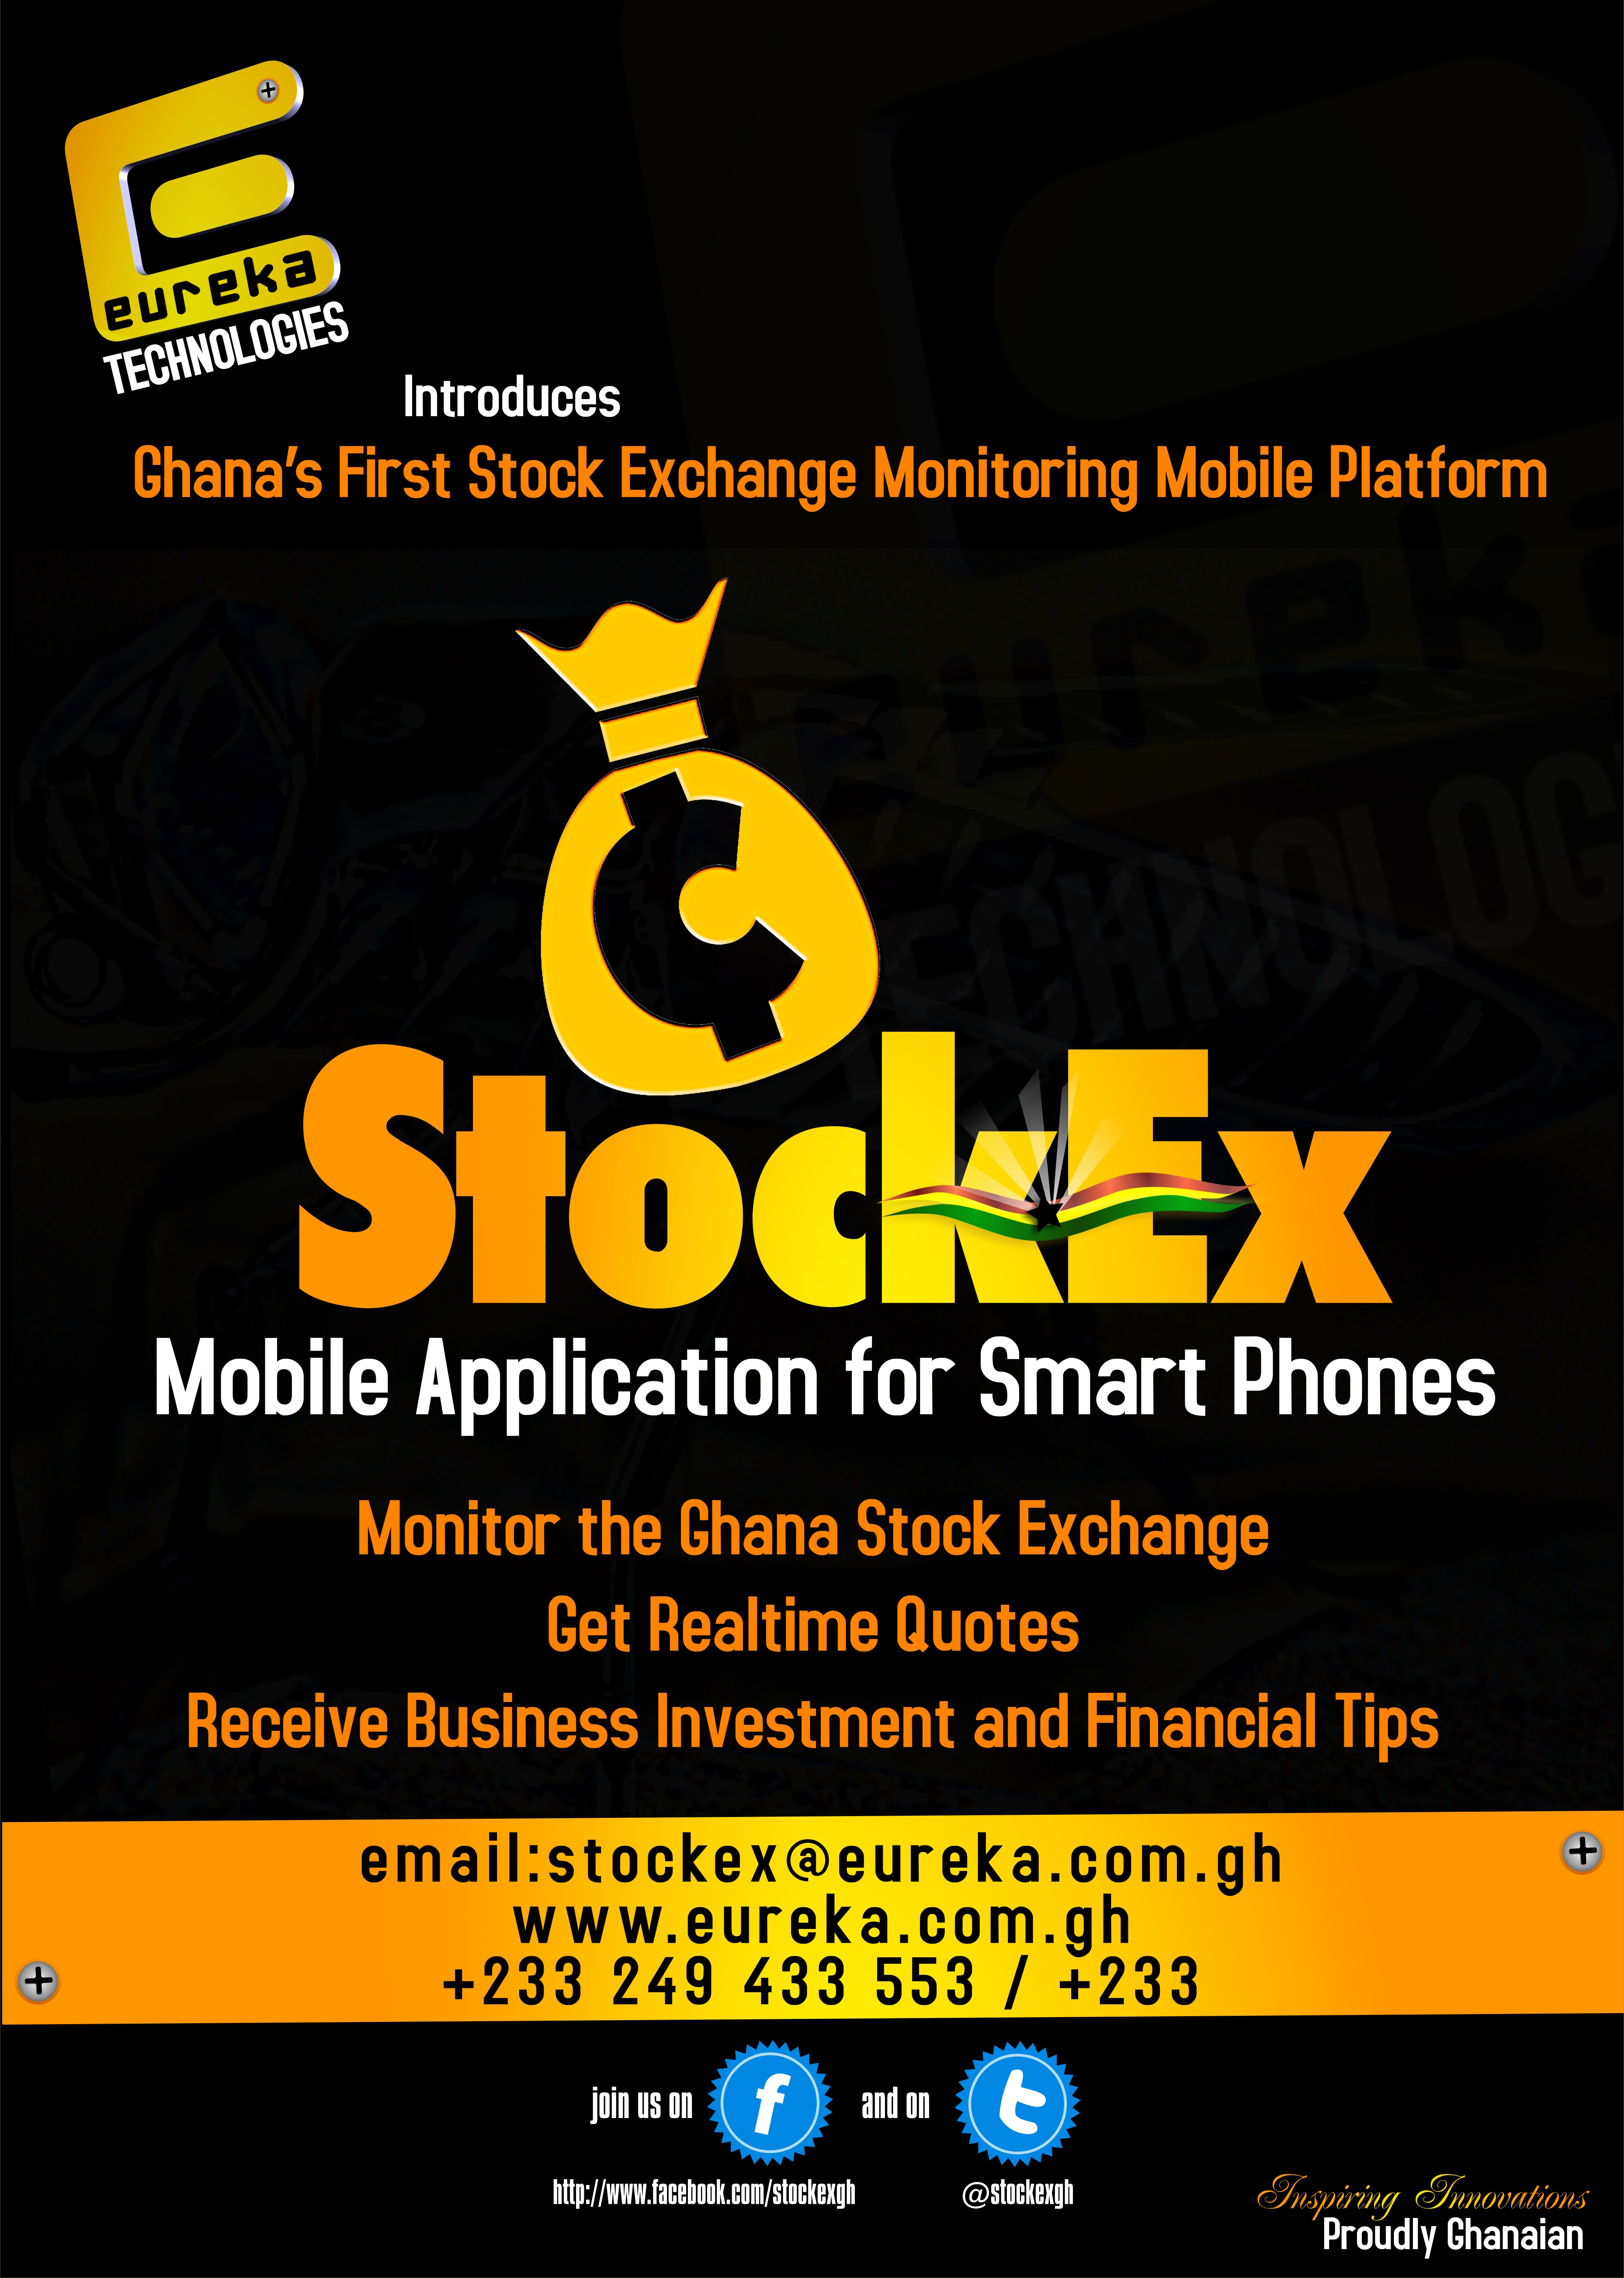 eureka
TECHNOLOGIES
Introduces
Ghana's First Stock Exchange Monitoring Mobile Platform
¢
StockEx
Mobile Application for Smart Phones
Monitor the Ghana Stock Exchange
Get Realtime Quotes
Receive Business Investment and Financial Tips
email:stockex@eureka.com.gh
www.eureka.com.gh
+233 249 433 553 / +233
join us on f and on t
http://www.facebook.com/stockexgh @stockexgh
Inspiring Innovations
Proudly Ghanaian